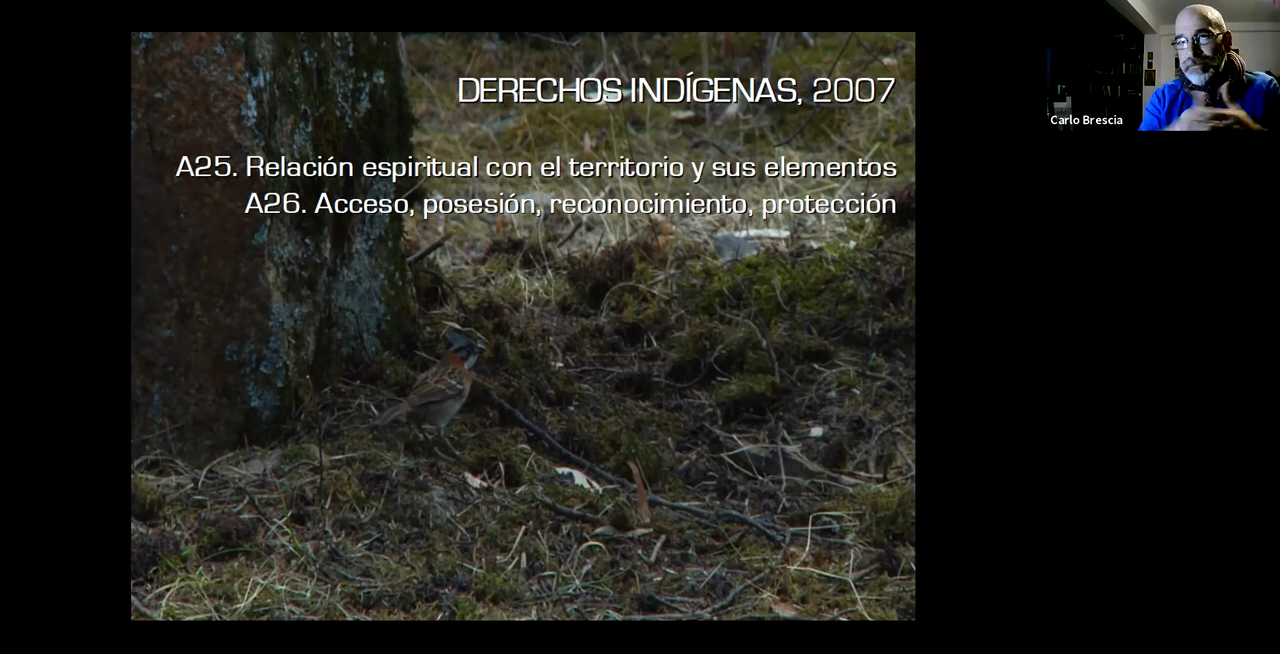 DERECHOS INDÍGENAS, 2007
A25. Relación espiritual con el territorio y sus elementos
A26. Acceso, posesión, reconocimiento, protección
Carlo Brescia